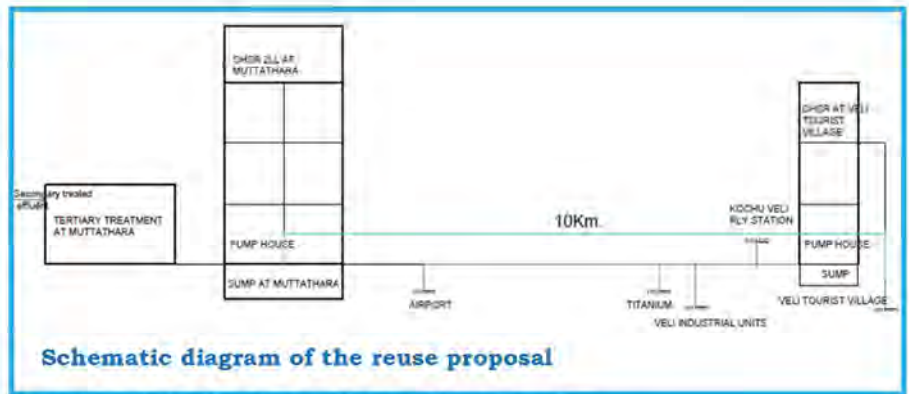 OHSR 2LL AT
MUTTATHARA
OHSR AT VELI
TOURIST
VILLAGE
Secondary treated
effluent
TERTIARY TREATMENT
AT MUTTATHARA
10Km.
KOCHU VELI
RLY STATION
PUMP HOUSE
PUMP HOUSE
SUMP AT MUTTATHARA
SUMP
AIRPORT
TITANIUM
VELI TOURIST VILLAGE
VELI INDUSTRIAL UNITS
Schematic diagram of the reuse proposal